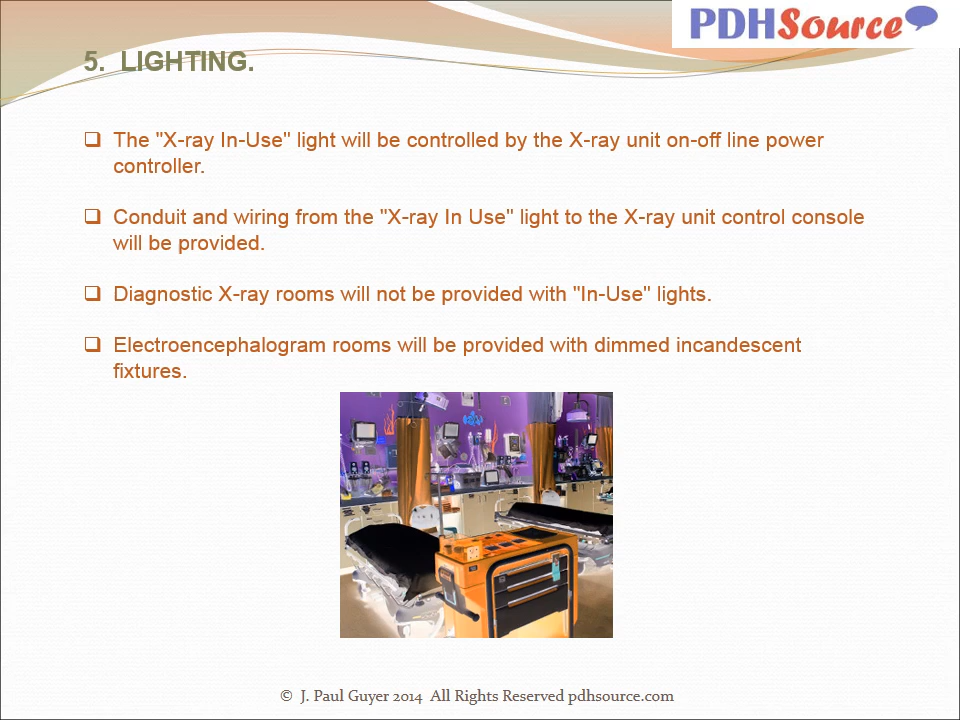 PDHSource
5. LIGHTING.
The "X-ray In-Use" light will be controlled by the X-ray unit on-off line power
controller.
Conduit and wiring from the "X-ray In Use" light to the X-ray unit control console
will be provided.
Diagnostic X-ray rooms will not be provided with "In-Use" lights.
Electroencephalogram rooms will be provided with dimmed incandescent
fixtures.
© J. Paul Guyer 2014 All Rights Reserved pdhsource.com